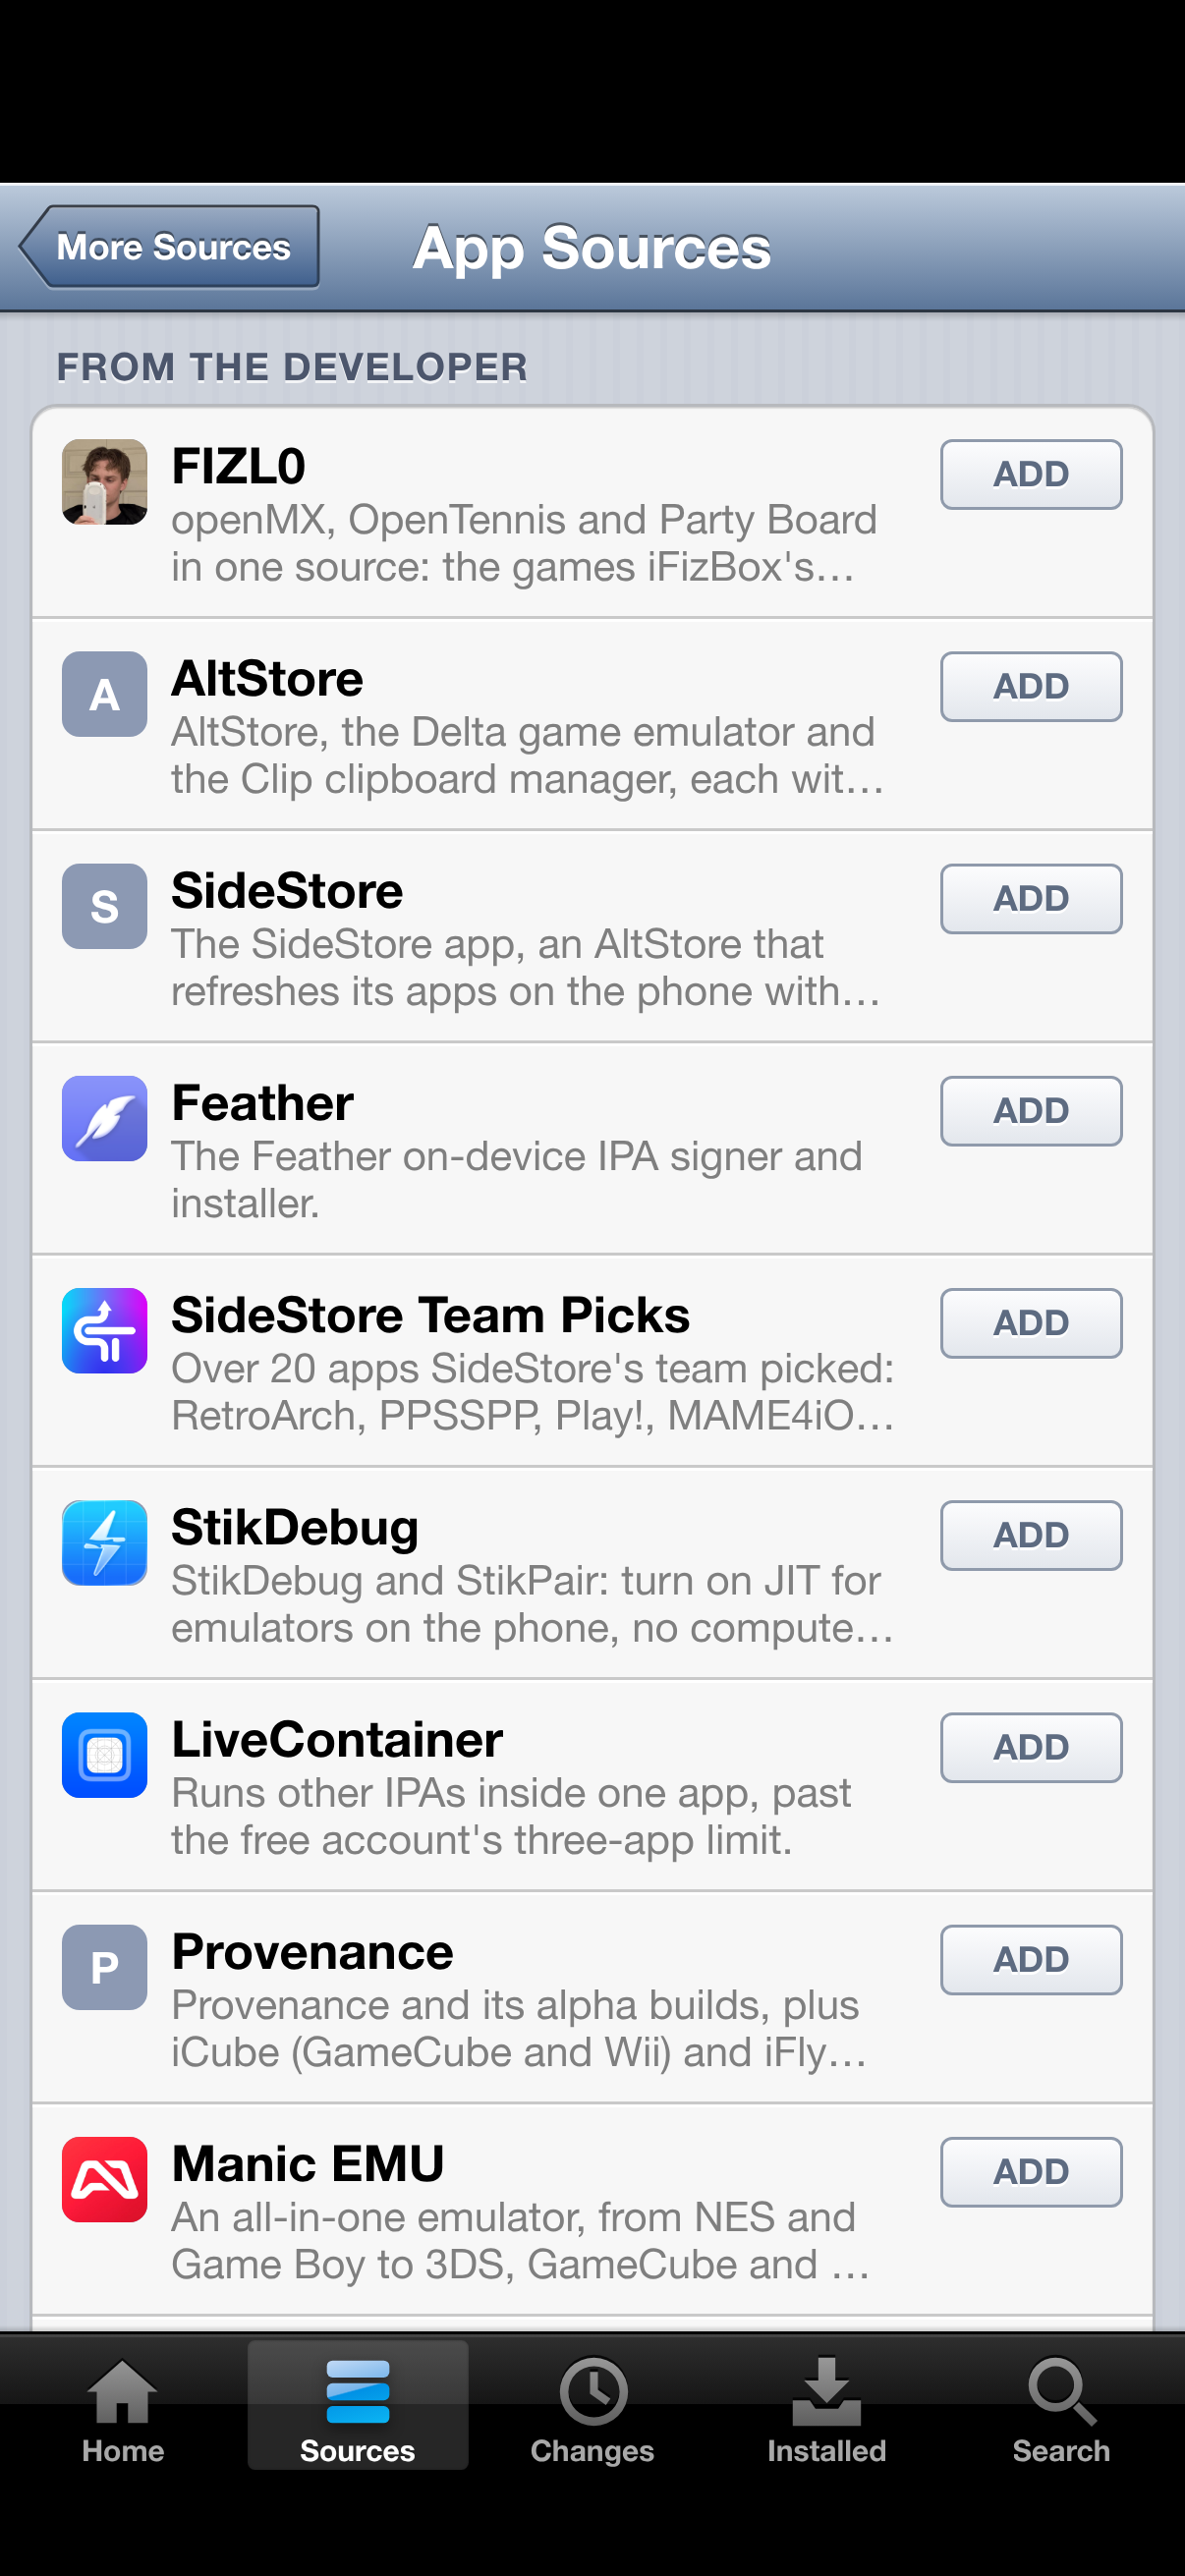 More Sources
App Sources
FROM THE DEVELOPER
FIZL0
ADD
openMX, OpenTennis and Party Board
in one source: the games iFizBox's...
A
AltStore
ADD
AltStore, the Delta game emulator and
the Clip clipboard manager, each wit...
S
SideStore
ADD
The SideStore app, an AltStore that
refreshes its apps on the phone with...
Feather
ADD
The Feather on-device IPA signer and
installer.
SideStore Team Picks
ADD
Over 20 apps SideStore's team picked:
RetroArch, PPSSPP, Play!, MAME4iO...
StikDebug
ADD
StikDebug and StikPair: turn on JIT for
emulators on the phone, no compute...
LiveContainer
ADD
Runs other IPAs inside one app, past
the free account's three-app limit.
P
Provenance
ADD
Provenance and its alpha builds, plus
iCube (GameCube and Wii) and iFly...
Manic EMU
ADD
An all-in-one emulator, from NES and
Game Boy to 3DS, GameCube and ...
Home
Sources
Changes
Installed
Search